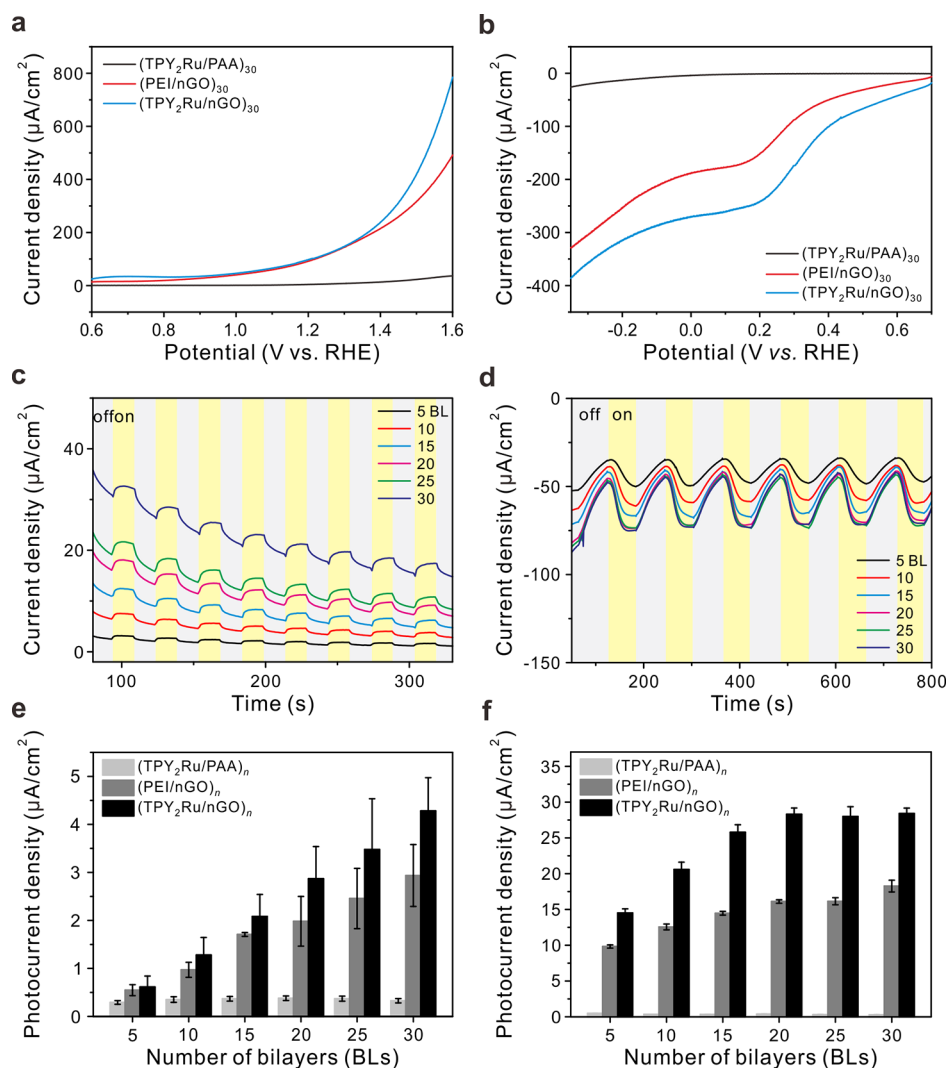 a
800
600
400
200
0
0.6
0.8
1.0
1.2
1.4
1.6
Current density (μA/cm²)
Potential (V vs. RHE)
(TPY₂Ru/PAA)₃₀
(PEI/nGO)₃₀
(TPY₂Ru/nGO)₃₀
b
0
-100
-200
-300
-400
-0.2
0.0
0.2
0.4
0.6
Current density (μA/cm²)
Potential (V vs. RHE)
(TPY₂Ru/PAA)₃₀
(PEI/nGO)₃₀
(TPY₂Ru/nGO)₃₀
c
offon
40
20
0
100
200
300
Current density (μA/cm²)
Time (s)
5 BL
10
15
20
25
30
d
off on
0
-50
-100
-150
200
400
600
800
Current density (μA/cm²)
Time (s)
5 BL
10
15
20
25
30
e
5
4
3
2
1
0
5
10
15
20
25
30
Photocurrent density (μA/cm²)
Number of bilayers (BLs)
(TPY₂Ru/PAA)ₙ
(PEI/nGO)ₙ
(TPY₂Ru/nGO)ₙ
f
35
30
25
20
15
10
5
0
5
10
15
20
25
30
Photocurrent density (μA/cm²)
Number of bilayers (BLs)
(TPY₂Ru/PAA)ₙ
(PEI/nGO)ₙ
(TPY₂Ru/nGO)ₙ